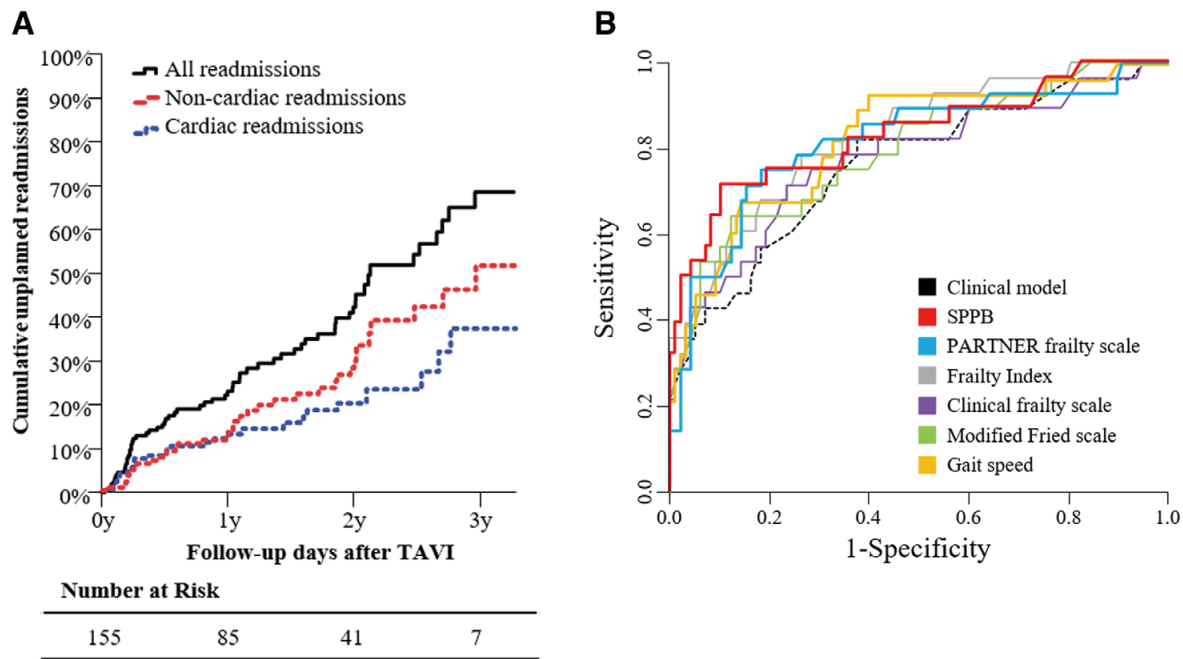 A
Cumulative unplanned readmissions
100%
90%
80%
70%
60%
50%
40%
30%
20%
10%
0%
All readmissions
Non-cardiac readmissions
Cardiac readmissions
0y 1y 2y 3y
Follow-up days after TAVI
Number at Risk
155 85 41 7
B
Sensitivity
1.0
0.8
0.6
0.4
0.2
0.0
Clinical model
SPPB
PARTNER frailty scale
Frailty Index
Clinical frailty scale
Modified Fried scale
Gait speed
0.0 0.2 0.4 0.6 0.8 1.0
1-Specificity